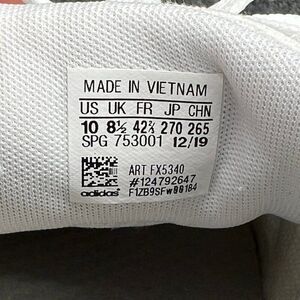 MADE IN VIETNAM
US UK FR JP CHN
10 8½ 42⅔ 270 265
SPG 753001 12/19
ART FX5340
#124792647
adidas